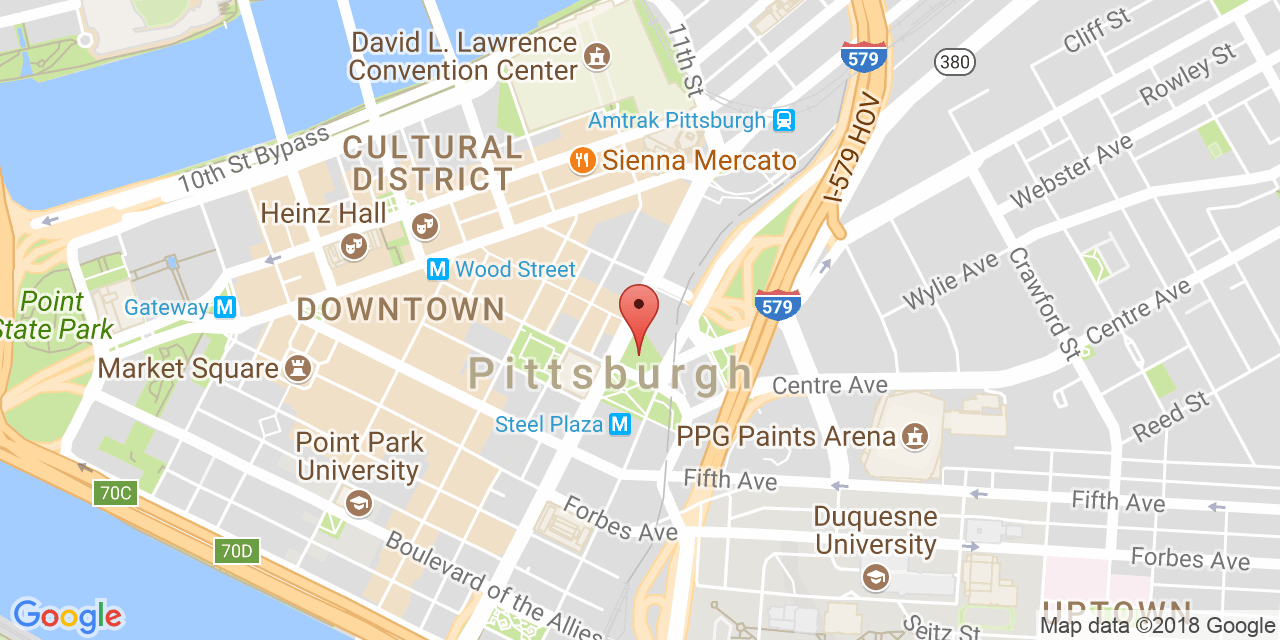 David L. Lawrence
Convention Center
11th St
579
380
Cliff St
Rowley St
Amtrak Pittsburgh
I-579 HOV
CULTURAL
DISTRICT
Sienna Mercato
10th St Bypass
Webster Ave
Heinz Hall
Wood Street
M
Wylie Ave
Crawford St
Centre Ave
Point
State Park
Gateway M
DOWNTOWN
579
Market Square
Pittsburgh
Centre Ave
Reed St
Steel Plaza M
PPG Paints Arena
Point Park
University
Fifth Ave
Fifth Ave
70C
Forbes Ave
Duquesne
University
70D
Boulevard of the Allies
Forbes Ave
UPTOWN
Seitz St
Google
Map data ©2018 Google